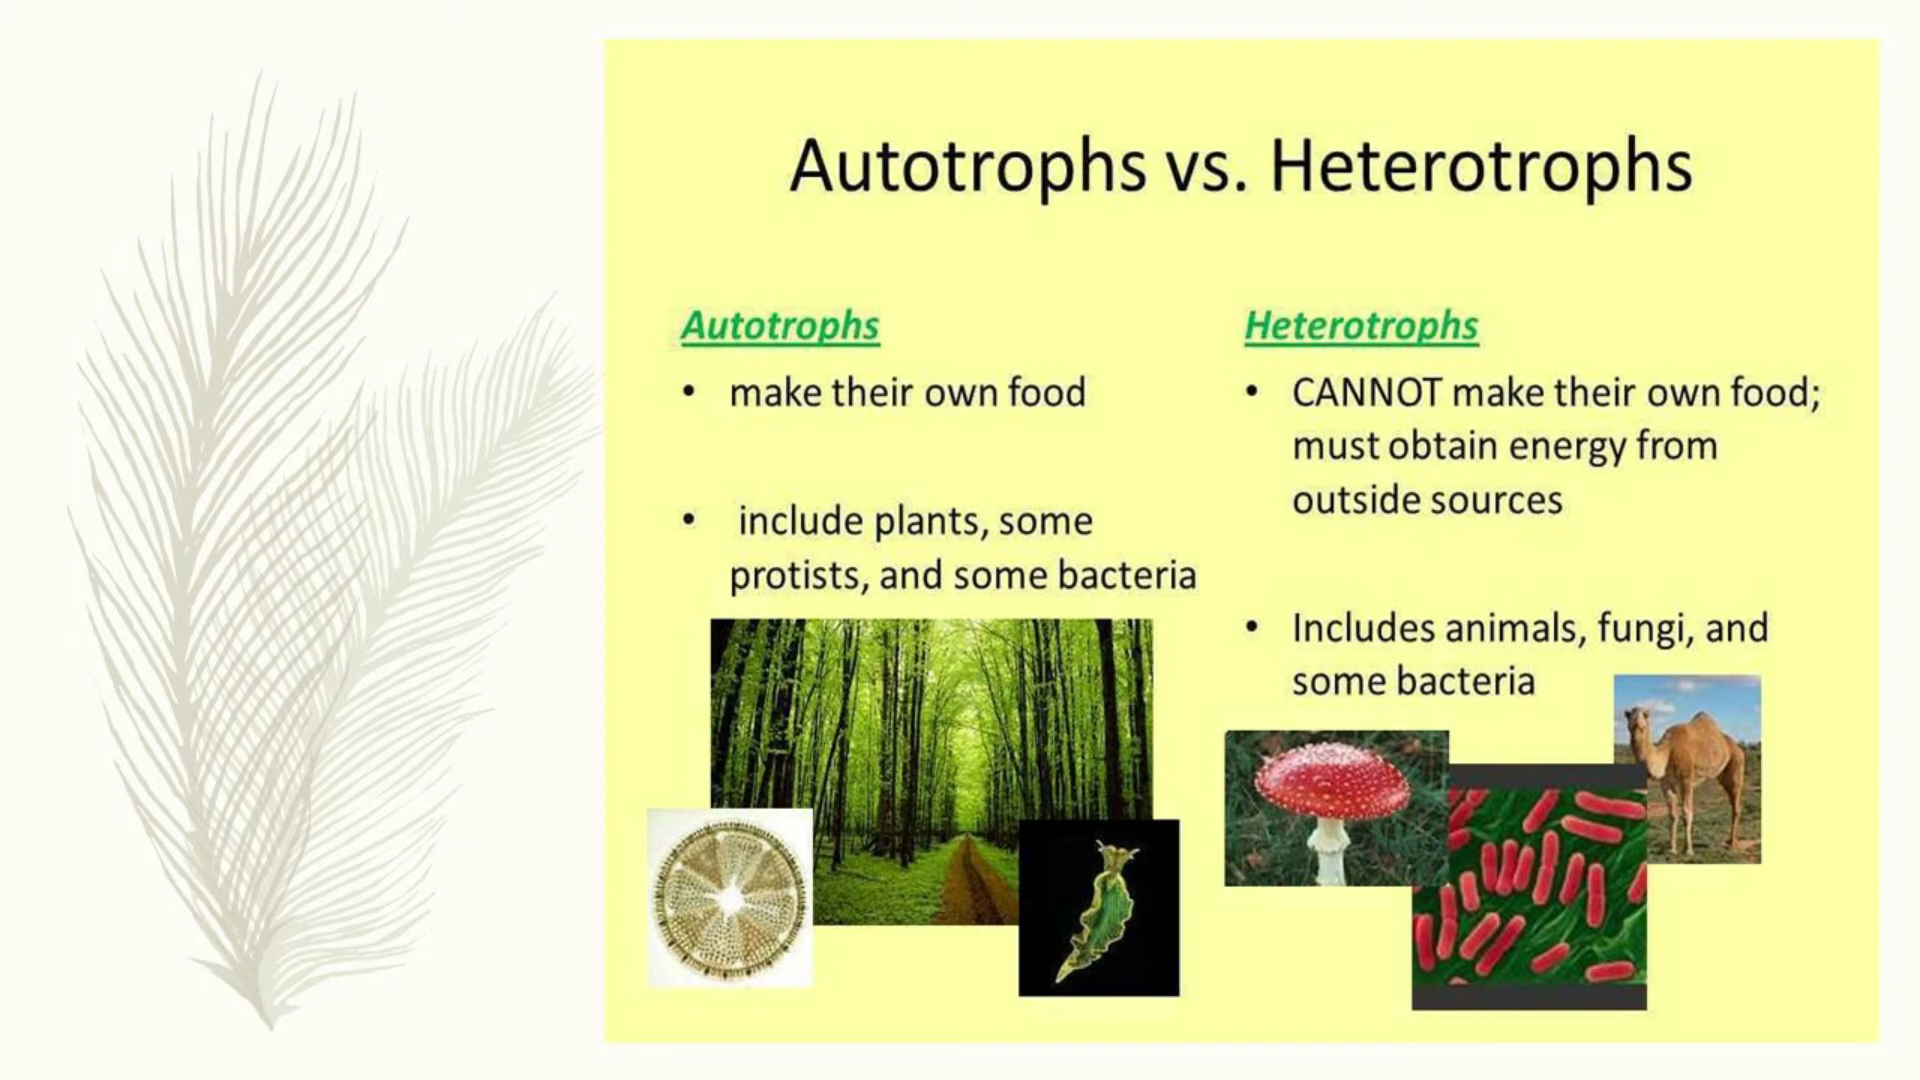 Autotrophs vs. Heterotrophs
Autotrophs
• make their own food
• include plants, some
protists, and some bacteria
Heterotrophs
• CANNOT make their own food;
must obtain energy from
outside sources
• Includes animals, fungi, and
some bacteria